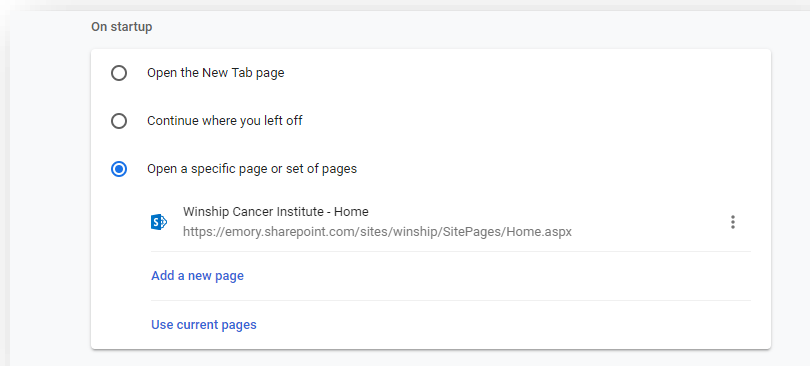 On startup
Open the New Tab page
Continue where you left off
Open a specific page or set of pages
Winship Cancer Institute - Home
https://emory.sharepoint.com/sites/winship/SitePages/Home.aspx
Add a new page
Use current pages